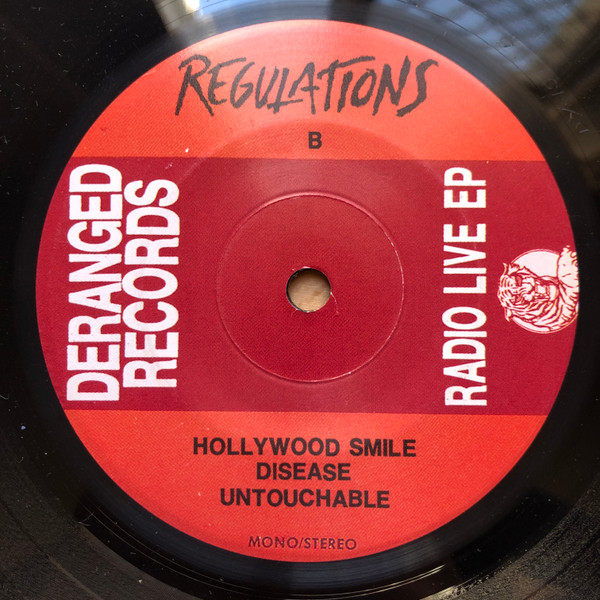 REGULATIONS
B
DERANGED
RECORDS
RADIO LIVE EP
HOLLYWOOD SMILE
DISEASE
UNTOUCHABLE
MONO/STEREO